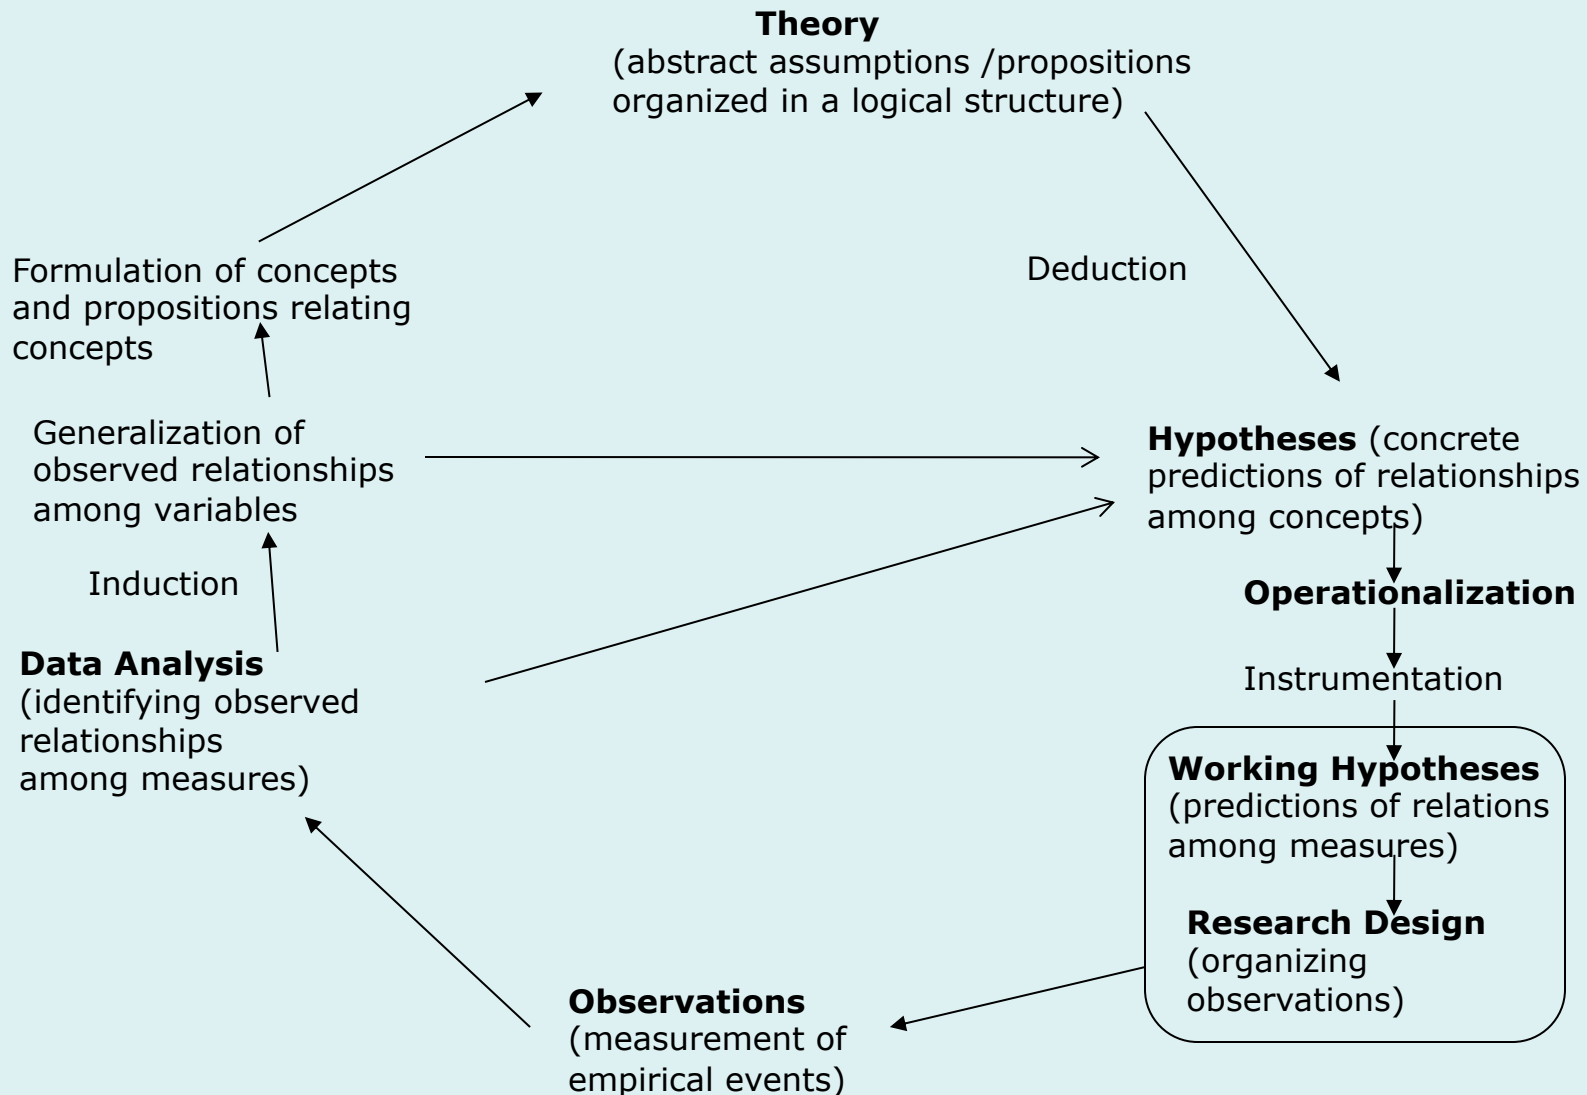 Theory
(abstract assumptions /propositions
organized in a logical structure)
Formulation of concepts
and propositions relating
concepts
Deduction
Generalization of
observed relationships
among variables
Hypotheses (concrete
predictions of relationships
among concepts)
Induction
Operationalization
Data Analysis
(identifying observed
relationships
among measures)
Instrumentation
Working Hypotheses
(predictions of relations
among measures)
Research Design
(organizing
observations)
Observations
(measurement of
empirical events)